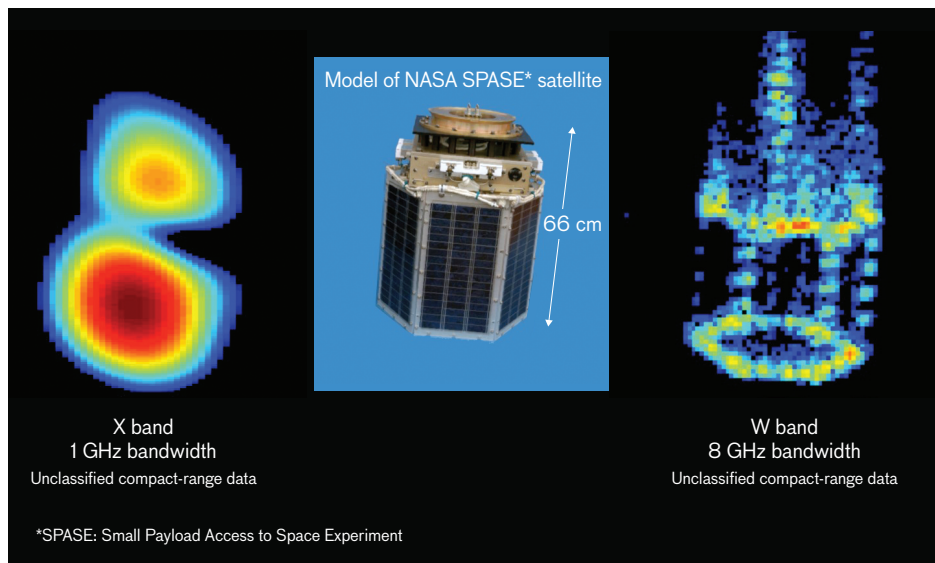 Model of NASA SPASE* satellite
66 cm
X band
1 GHz bandwidth
Unclassified compact-range data
W band
8 GHz bandwidth
Unclassified compact-range data
*SPASE: Small Payload Access to Space Experiment